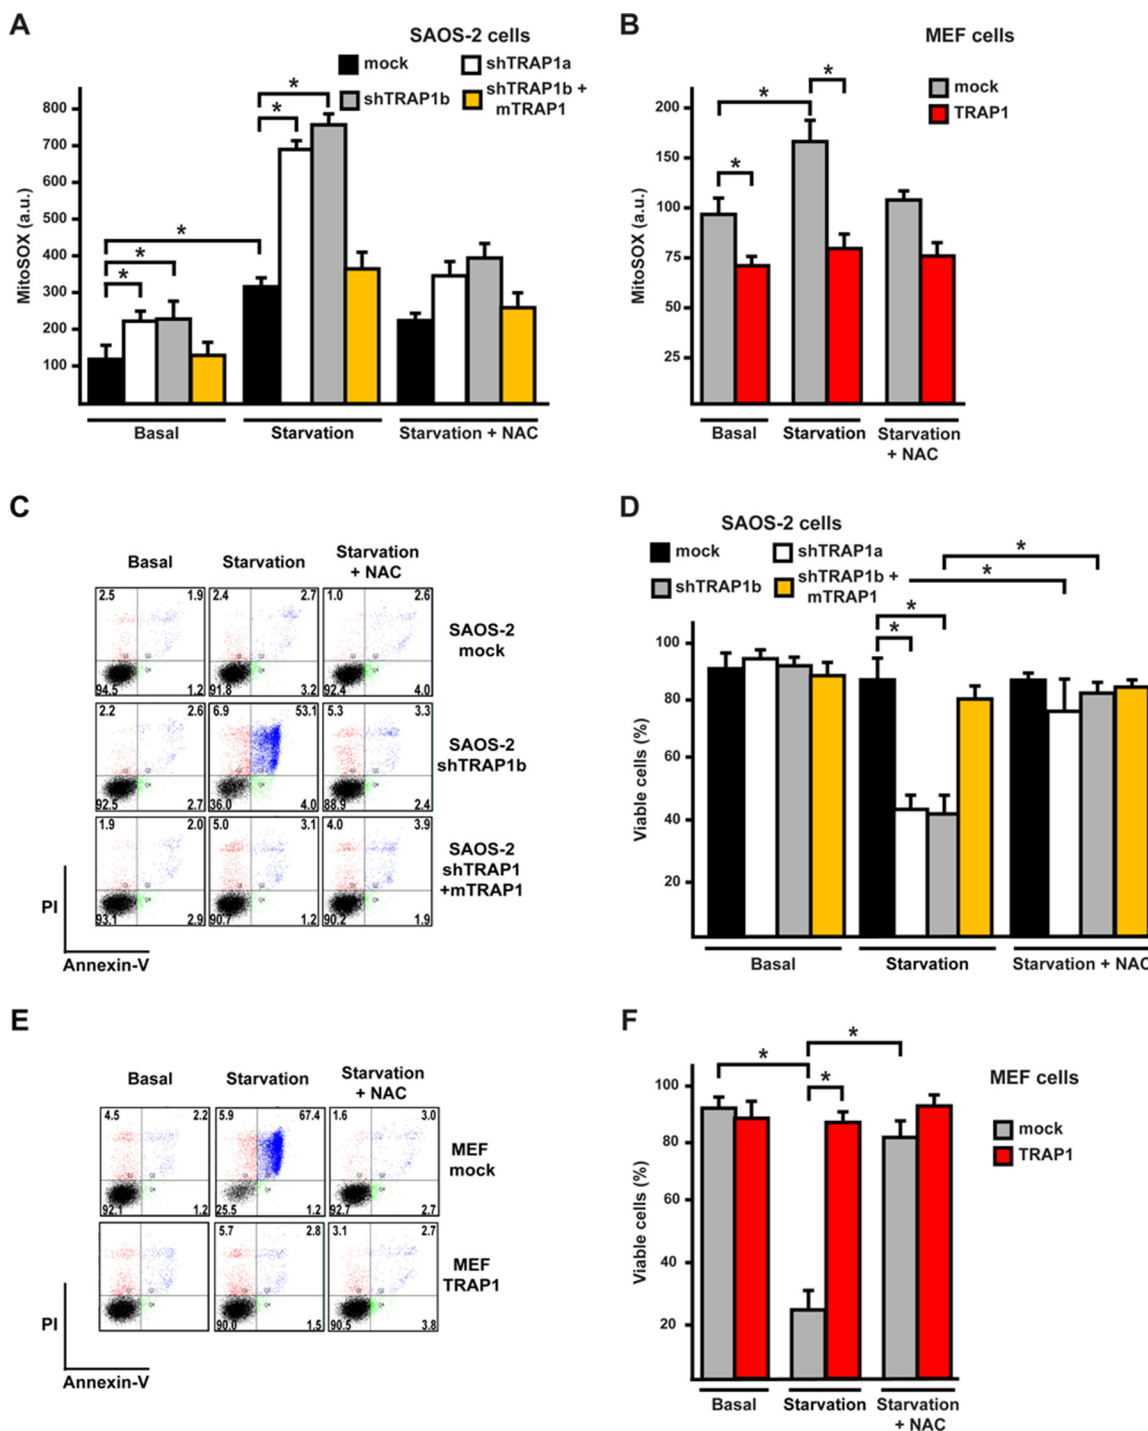 A
SAOS-2 cells
mock
shTRAP1a
shTRAP1b
shTRAP1b +
mTRAP1
MitoSOX (a.u.)
800
700
600
500
400
300
200
100
*
*
*
*
*
Basal
Starvation
Starvation + NAC
B
MEF cells
mock
TRAP1
MitoSOX (a.u.)
200
100
75
50
25
*
*
*
Basal
Starvation
Starvation
+ NAC
C
Basal
Starvation
Starvation
+ NAC
2.5 1.9 2.4 2.7 1.0 2.6
94.5 1.2 91.8 3.2 92.4 4.0
SAOS-2
mock
2.2 2.6 6.9 53.1 5.3 3.3
92.5 2.7 36.0 4.0 88.9 2.4
SAOS-2
shTRAP1b
1.9 2.0 5.0 3.1 4.0 3.9
93.1 2.9 90.7 1.2 90.2 1.9
SAOS-2
shTRAP1
+mTRAP1
PI
Annexin-V
D
SAOS-2 cells
mock
shTRAP1a
shTRAP1b
shTRAP1b +
mTRAP1
Viable cells (%)
100
80
60
40
20
*
*
*
*
Basal
Starvation
Starvation + NAC
E
Basal
Starvation
Starvation
+ NAC
4.5 2.2 5.9 67.4 1.6 3.0
92.1 1.2 25.5 1.2 92.7 2.7
MEF
mock
5.7 2.8 3.1 2.7
90.0 1.5 90.5 3.8
MEF
TRAP1
PI
Annexin-V
F
MEF cells
mock
TRAP1
Viable cells (%)
100
80
60
40
20
*
*
*
Basal
Starvation
Starvation
+ NAC